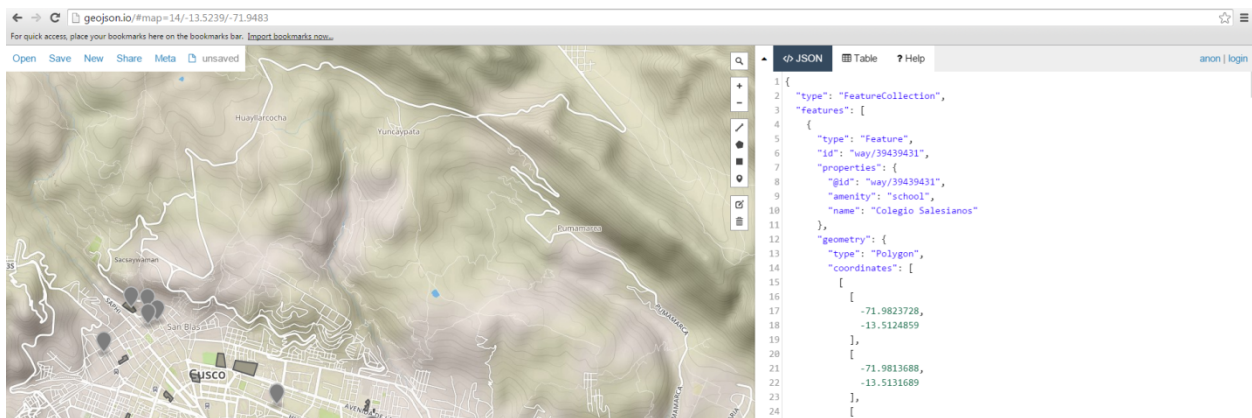 geojson.io/#map=14/-13.5239/-71.9483
For quick access, place your bookmarks here on the bookmarks bar. Import bookmarks now...
Open Save New Share Meta unsaved
</> JSON Table ? Help anon | login
Huayllarcocha
Yuncaypata
Pumamarca
Sacsaywaman
SAPHI
San Blas
Cusco
PUMAMARCA
1 {
2 "type": "FeatureCollection",
3 "features": [
4 {
5 "type": "Feature",
6 "id": "way/39439431",
7 "properties": {
8 "@id": "way/39439431",
9 "amenity": "school",
10 "name": "Colegio Salesianos"
11 },
12 "geometry": {
13 "type": "Polygon",
14 "coordinates": [
15 [
16 [
17 -71.9823728,
18 -13.5124859
19 ],
20 [
21 -71.9813688,
22 -13.5131689
23 ],
24 [